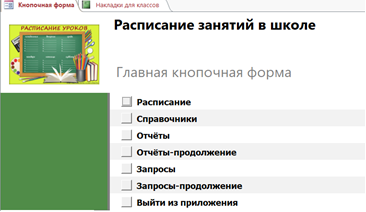 Кнопочная форма
Накладки для классов
РАСПИСАНИЕ УРОКОВ
Расписание занятий в школе
Главная кнопочная форма
Расписание
Справочники
Отчёты
Отчёты-продолжение
Запросы
Запросы-продолжение
Выйти из приложения